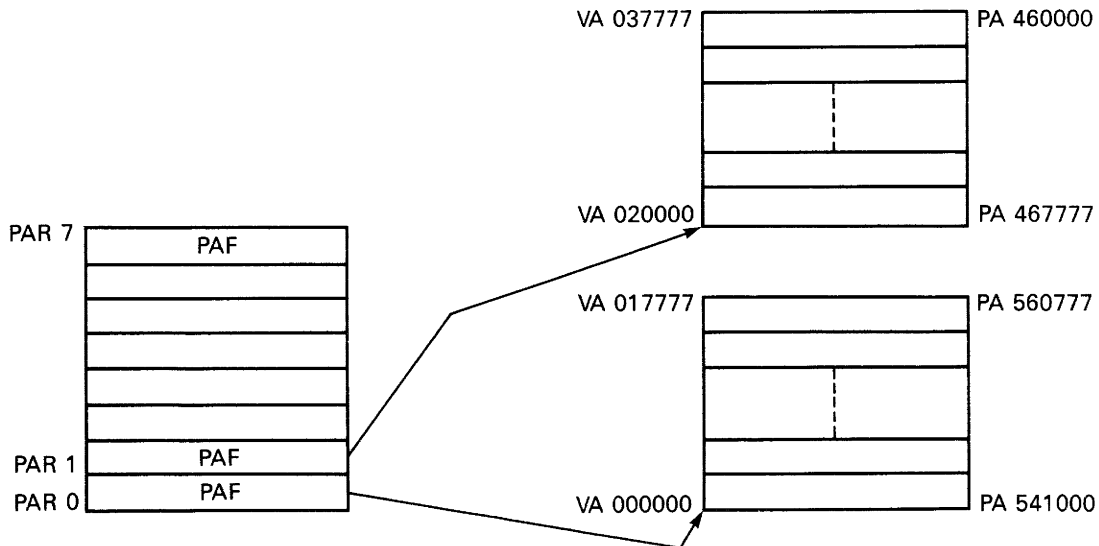 VA 037777 PA 460000
VA 020000 PA 467777
PAR 7 PAF
VA 017777 PA 560777
PAR 1 PAF
PAR 0 PAF
VA 000000 PA 541000